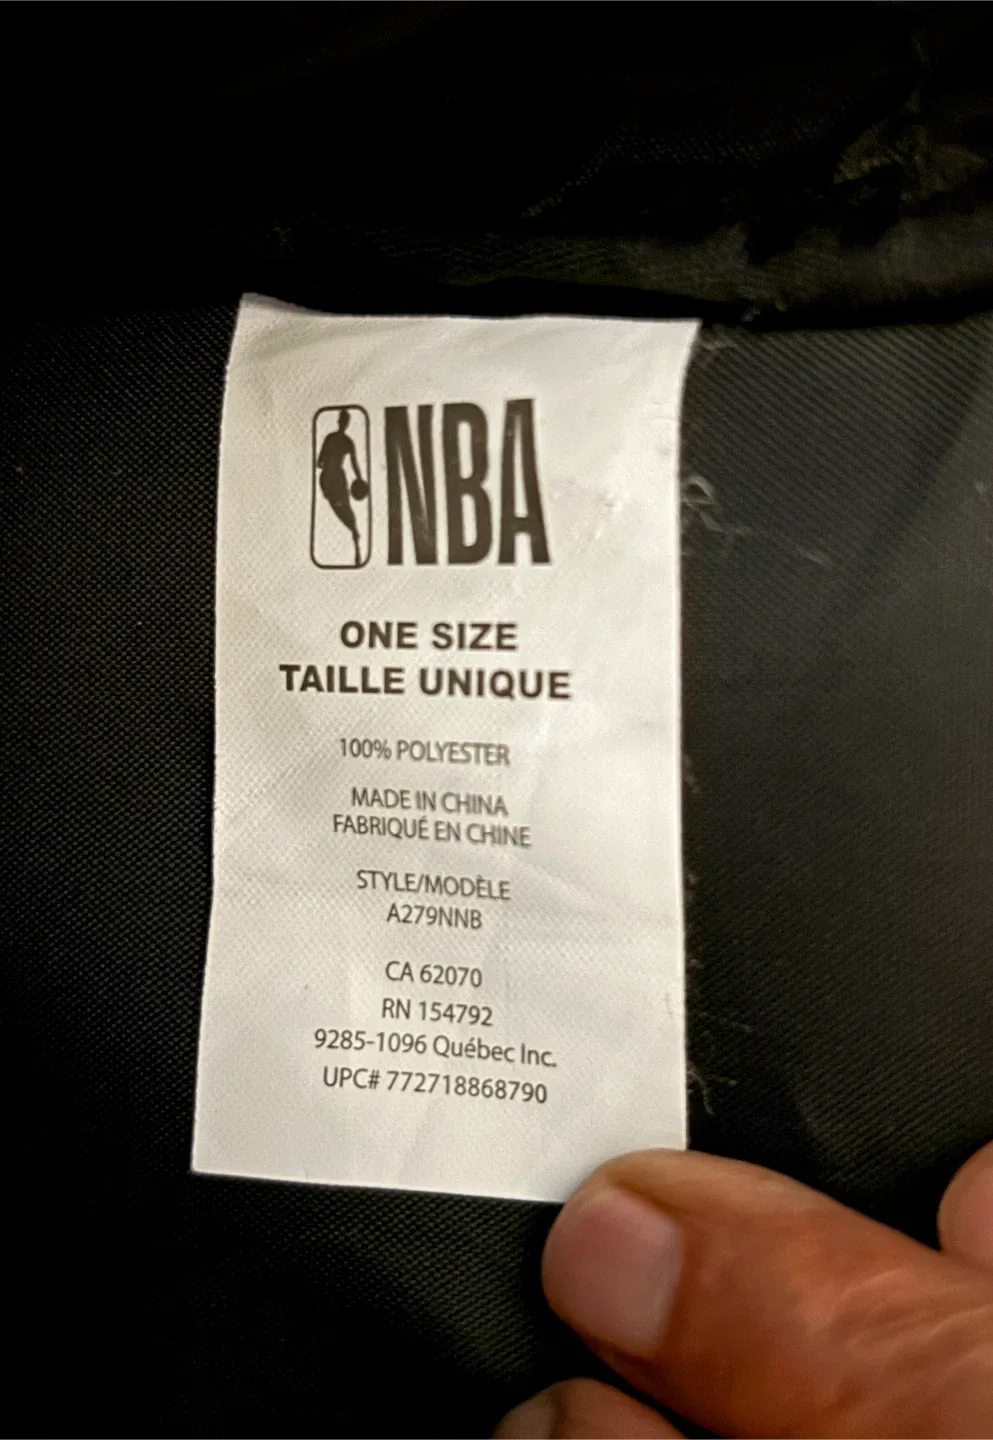 NBA
ONE SIZE
TAILLE UNIQUE
100% POLYESTER
MADE IN CHINA
FABRIQUÉ EN CHINE
STYLE/MODÈLE
A279NNB
CA 62070
RN 154792
9285-1096 Québec Inc.
UPC# 772718868790